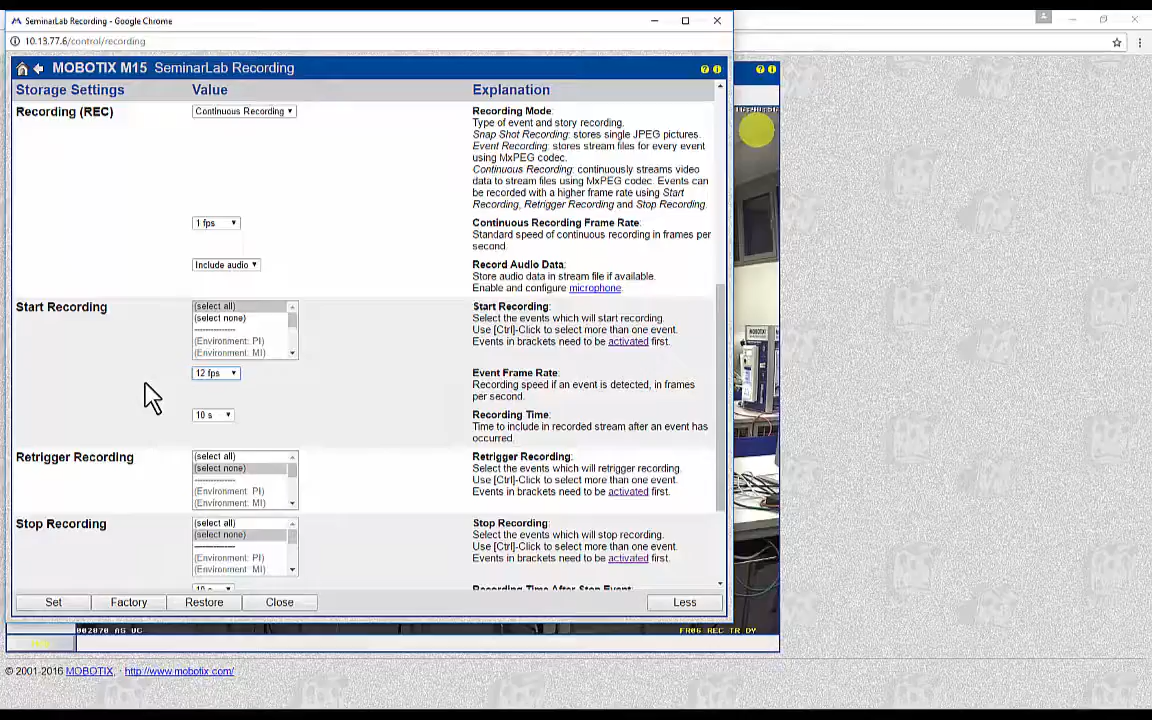 SeminarLab Recording - Google Chrome
10.13.77.6/control/recording
MOBOTIX M15 SeminarLab Recording
Storage Settings Value Explanation
Recording (REC) Continuous Recording Recording Mode:
Type of event and story recording.
Snap Shot Recording: stores single JPEG pictures.
Event Recording: stores stream files for every event
using MxPEG codec.
Continuous Recording: continuously streams video
data to stream files using MxPEG codec. Events can
be recorded with a higher frame rate using Start
Recording, Retrigger Recording and Stop Recording.
1 fps Continuous Recording Frame Rate:
Standard speed of continuous recording in frames per
second.
Include audio Record Audio Data:
Store audio data in stream file if available.
Enable and configure microphone.
Start Recording (select all) Start Recording:
(select none) Select the events which will start recording.
--------------- Use [Ctrl]-Click to select more than one event.
(Environment: PI) Events in brackets need to be activated first.
(Environment: MI)
12 fps Event Frame Rate:
Recording speed if an event is detected, in frames
per second.
10 s Recording Time:
Time to include in recorded stream after an event has
occurred.
Retrigger Recording (select all) Retrigger Recording:
(select none) Select the events which will retrigger recording.
--------------- Use [Ctrl]-Click to select more than one event.
(Environment: PI) Events in brackets need to be activated first.
(Environment: MI)
Stop Recording (select all) Stop Recording:
(select none) Select the events which will stop recording.
--------------- Use [Ctrl]-Click to select more than one event.
(Environment: PI) Events in brackets need to be activated first.
(Environment: MI)
10 s Recording Time After Stop Event:
Set Factory Restore Close Less
002070 AS UC FR06 REC TR DY
© 2001-2016 MOBOTIX, · http://www.mobotix.com/